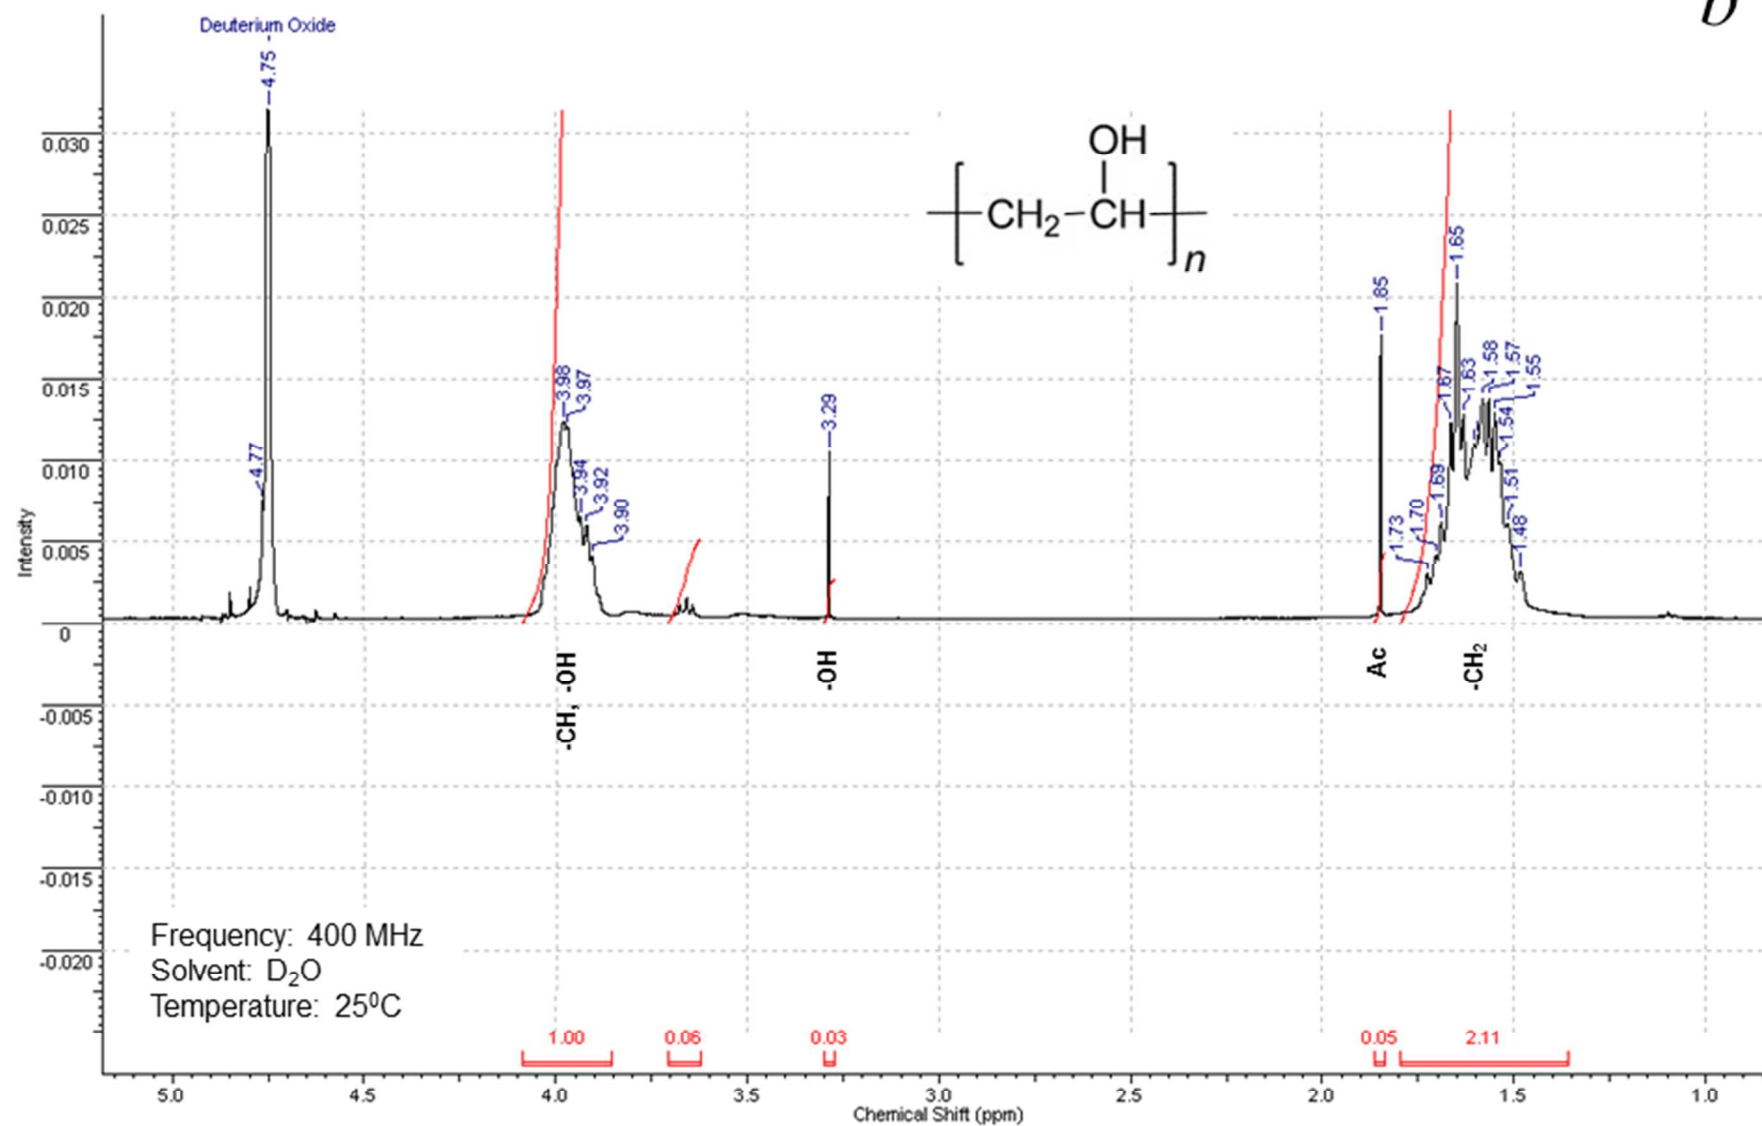 b
Deuterium Oxide
4.75
4.77
3.98
3.97
3.94
3.92
3.90
3.29
1.85
1.73
1.70
1.69
1.67
1.65
1.63
1.58
1.57
1.55
1.54
1.51
1.48
OH
CH₂-CH
n
Intensity
0.030
0.025
0.020
0.015
0.010
0.005
0
-0.005
-0.010
-0.015
-0.020
-CH, -OH
-OH
Ac
-CH₂
Frequency: 400 MHz
Solvent: D₂O
Temperature: 25⁰C
1.00 0.06 0.03 0.05 2.11
5.0 4.5 4.0 3.5 3.0 2.5 2.0 1.5 1.0
Chemical Shift (ppm)